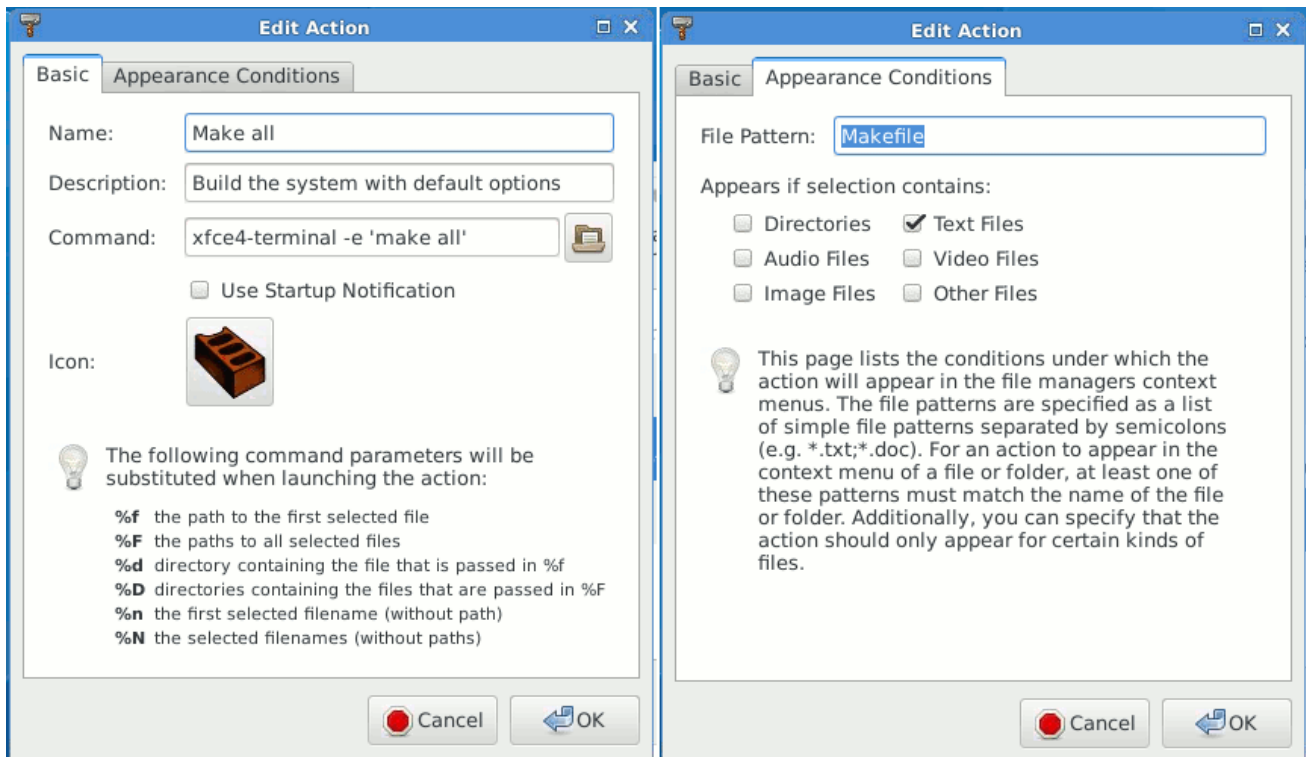 Edit Action
Basic
Appearance Conditions
Name:
Make all
Description:
Build the system with default options
Command:
xfce4-terminal -e 'make all'
Use Startup Notification
Icon:
The following command parameters will be
substituted when launching the action:
%f the path to the first selected file
%F the paths to all selected files
%d directory containing the file that is passed in %f
%D directories containing the files that are passed in %F
%n the first selected filename (without path)
%N the selected filenames (without paths)
Cancel
OK
Edit Action
Basic
Appearance Conditions
File Pattern:
Makefile
Appears if selection contains:
Directories
Text Files
Audio Files
Video Files
Image Files
Other Files
This page lists the conditions under which the
action will appear in the file managers context
menus. The file patterns are specified as a list
of simple file patterns separated by semicolons
(e.g. *.txt;*.doc). For an action to appear in the
context menu of a file or folder, at least one of
these patterns must match the name of the file
or folder. Additionally, you can specify that the
action should only appear for certain kinds of
files.
Cancel
OK